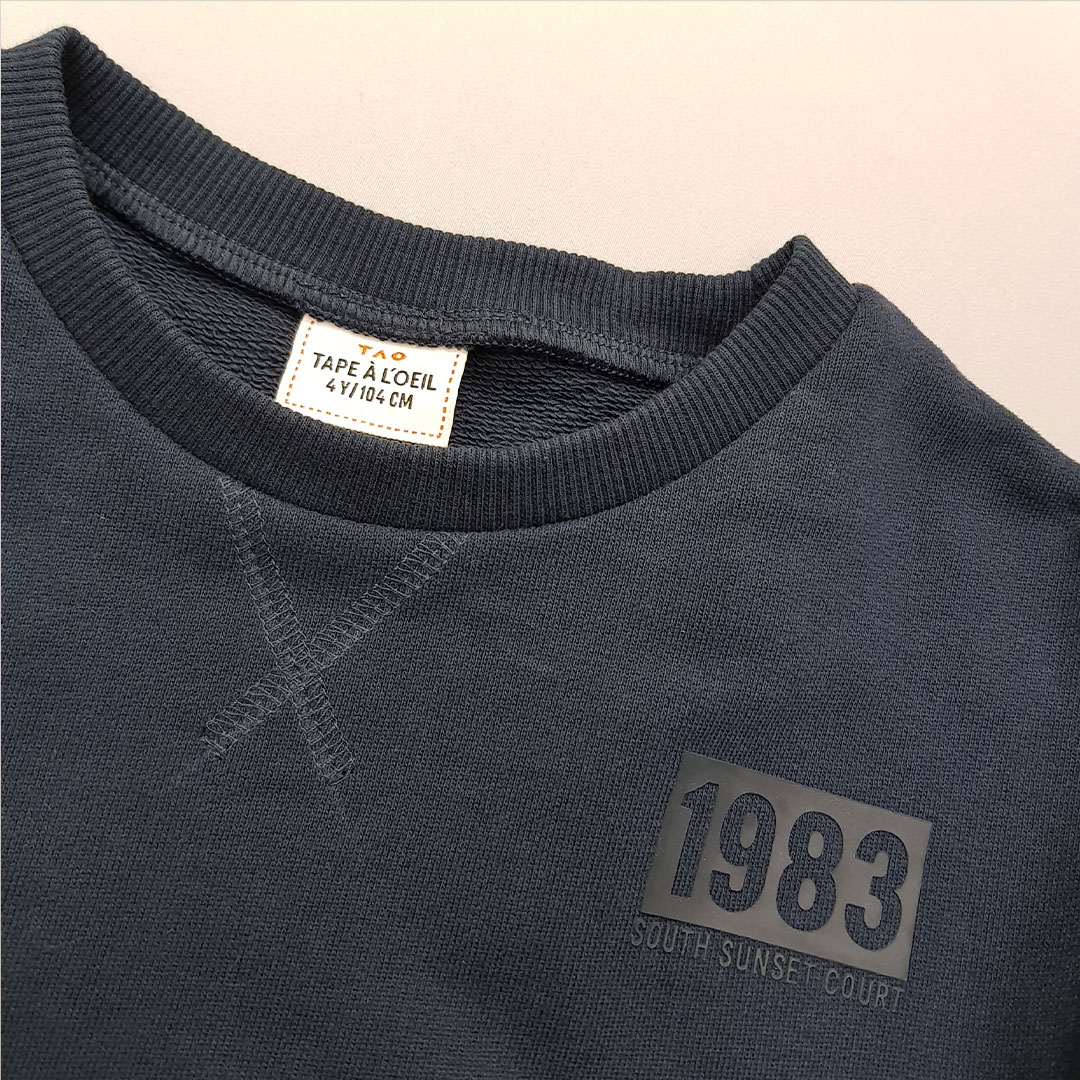 TAO
TAPE À L'OEIL
4 Y/104 CM
1983
SOUTH SUNSET COURT